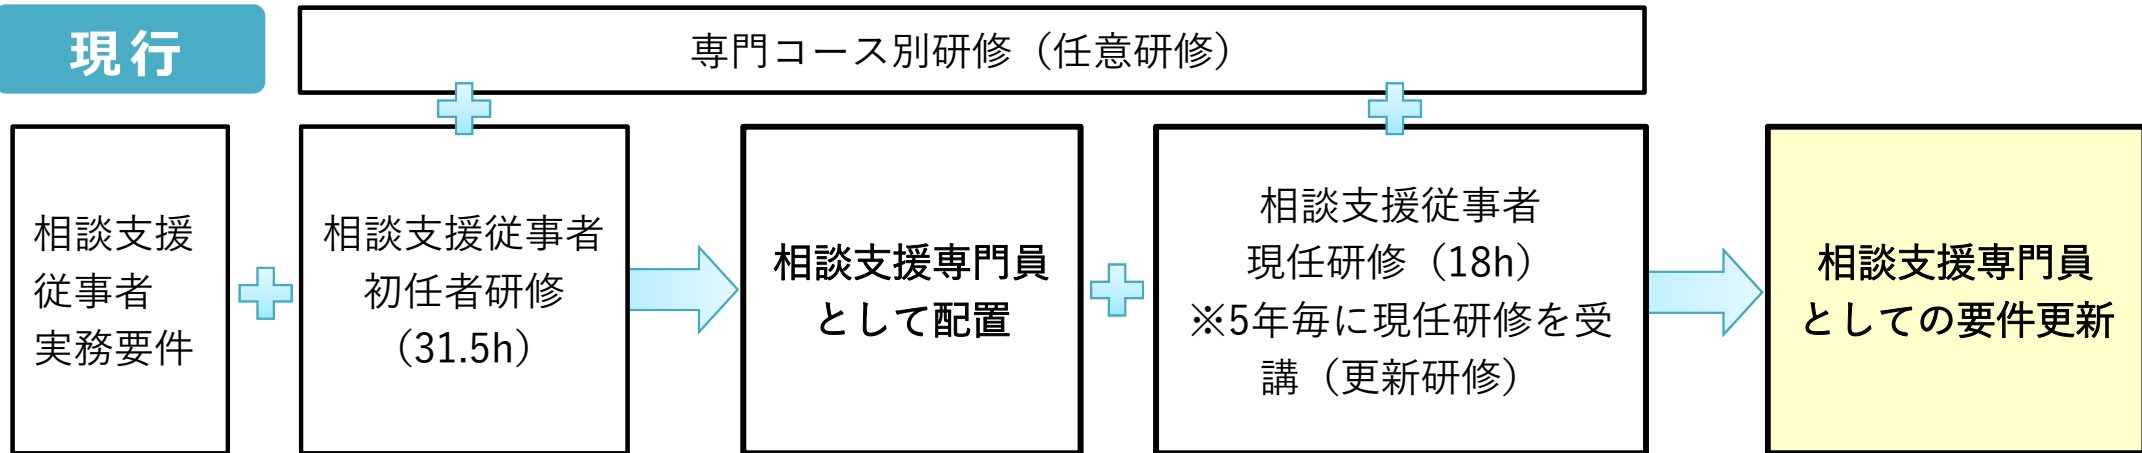 現行
専門コース別研修（任意研修）
相談支援
従事者
実務要件
相談支援従事者
初任者研修
（31.5h）
相談支援専門員
として配置
相談支援従事者
現任研修（18h）
※5年毎に現任研修を受
講（更新研修）
相談支援専門員
としての要件更新